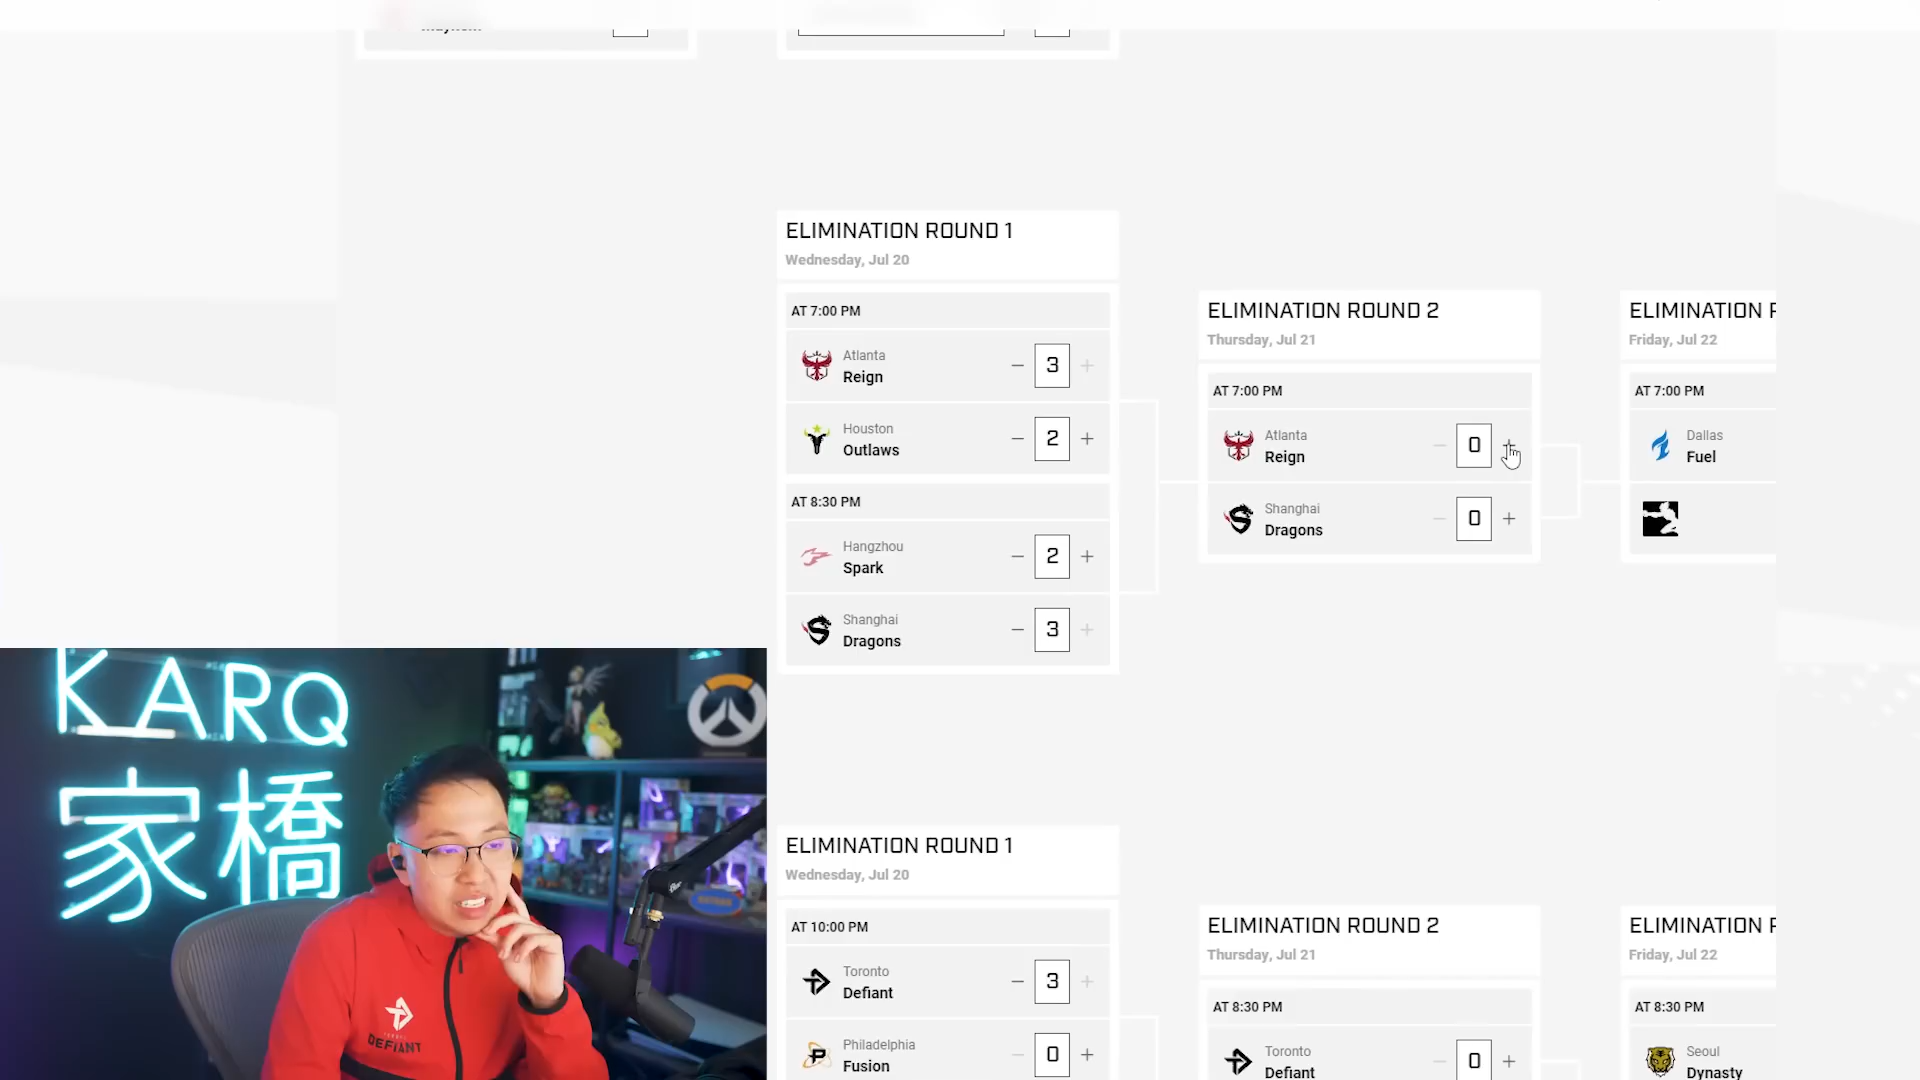 ELIMINATION ROUND 1
Wednesday, Jul 20
AT 7:00 PM
Atlanta
Reign
3
Houston
Outlaws
2
AT 8:30 PM
Hangzhou
Spark
2
Shanghai
Dragons
3
ELIMINATION ROUND 2
Thursday, Jul 21
AT 7:00 PM
Atlanta
Reign
0
Shanghai
Dragons
0
ELIMINATION
Friday, Jul 22
AT 7:00 PM
Dallas
Fuel
ELIMINATION ROUND 1
Wednesday, Jul 20
AT 10:00 PM
Toronto
Defiant
3
Philadelphia
Fusion
0
ELIMINATION ROUND 2
Thursday, Jul 21
AT 8:30 PM
Toronto
Defiant
0
ELIMINATION
Friday, Jul 22
AT 8:30 PM
Seoul
Dynasty
KARQ
家橋
DEFIANT